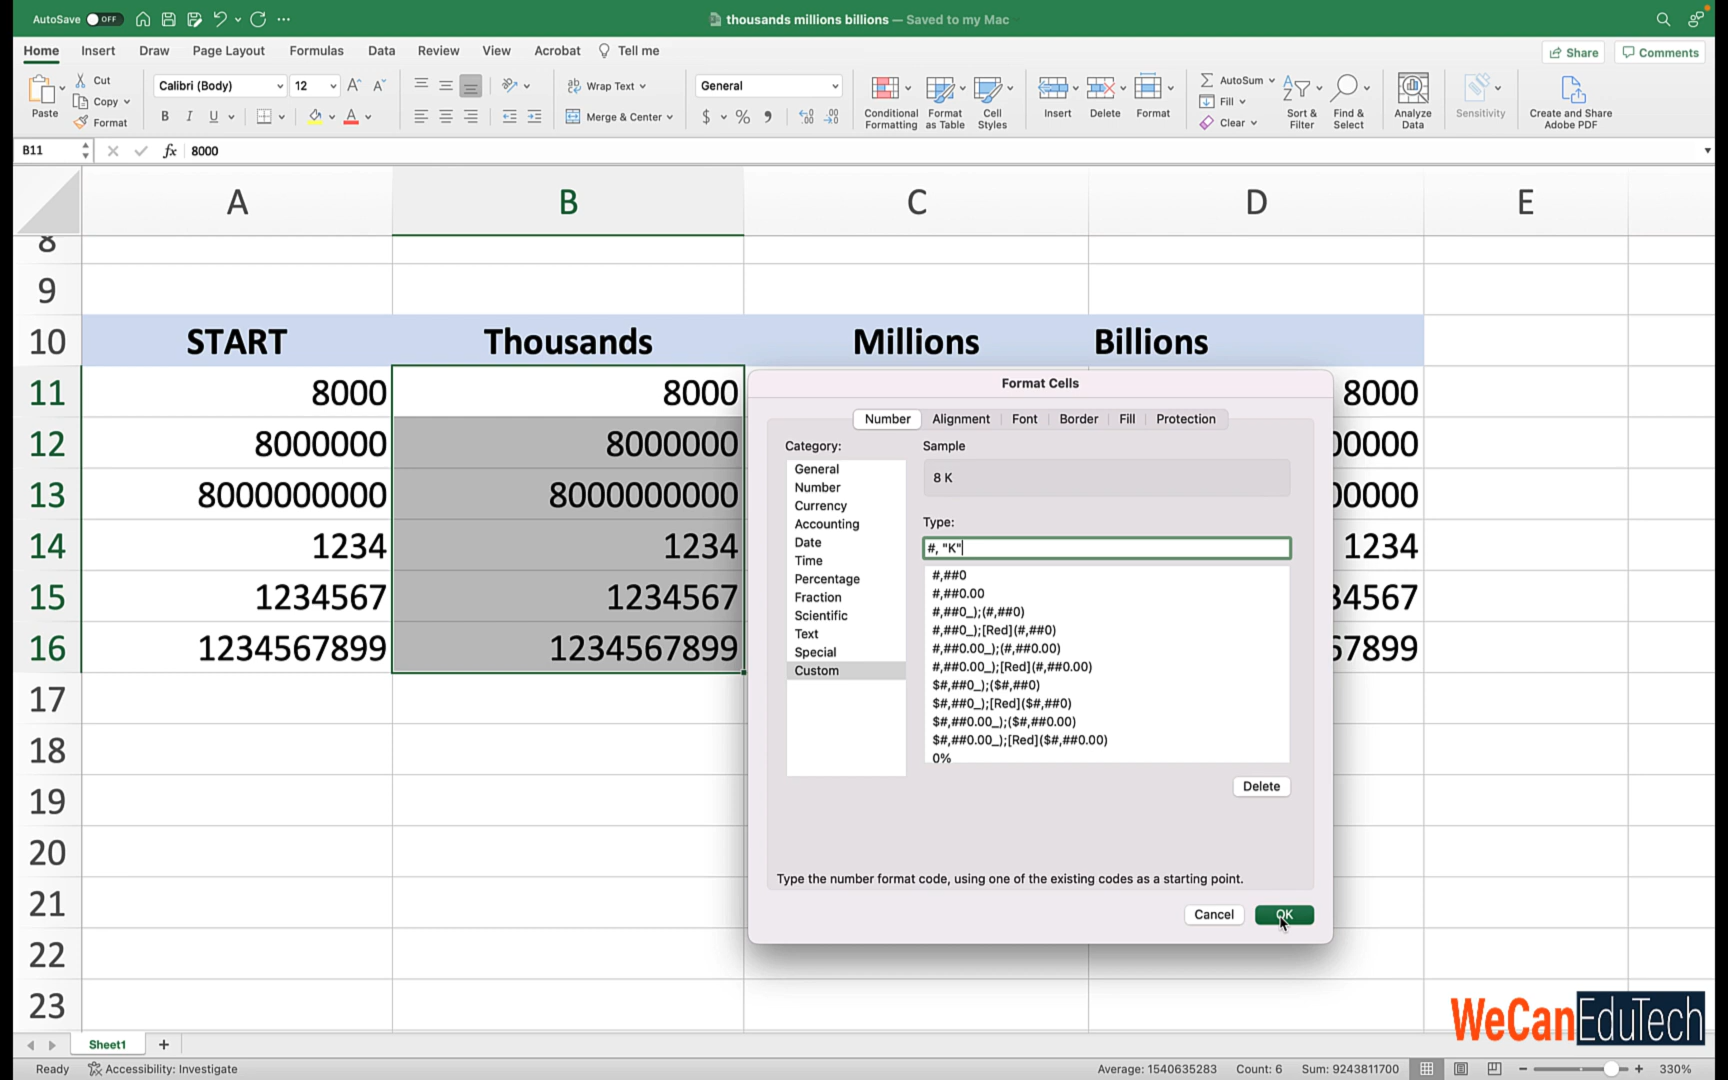 AutoSave OFF
thousands millions billions — Saved to my Mac
Home Insert Draw Page Layout Formulas Data Review View Acrobat Tell me
Share Comments
Paste
Cut
Copy
Format
Calibri (Body) 12
B I U
Wrap Text
Merge & Center
General
$ %
Conditional Formatting
Format as Table
Cell Styles
Insert
Delete
Format
AutoSum
Fill
Clear
Sort & Filter
Find & Select
Analyze Data
Sensitivity
Create and Share Adobe PDF
B11 fx 8000
A B C D E
8
9
10 START Thousands Millions Billions
11 8000 8000 8000
12 8000000 8000000 00000
13 8000000000 8000000000 00000
14 1234 1234 1234
15 1234567 1234567 34567
16 1234567899 1234567899 67899
17
18
19
20
21
22
23
Format Cells
Number Alignment Font Border Fill Protection
Category:
General
Number
Currency
Accounting
Date
Time
Percentage
Fraction
Scientific
Text
Special
Custom
Sample
8 K
Type:
#, "K"
#,##0
#,##0.00
#,##0_);(#,##0)
#,##0_);[Red](#,##0)
#,##0.00_);(#,##0.00)
#,##0.00_);[Red](#,##0.00)
$#,##0_);($#,##0)
$#,##0_);[Red]($#,##0)
$#,##0.00_);($#,##0.00)
$#,##0.00_);[Red]($#,##0.00)
0%
Delete
Type the number format code, using one of the existing codes as a starting point.
Cancel OK
WeCanEduTech
Sheet1 +
Ready Accessibility: Investigate Average: 1540635283 Count: 6 Sum: 9243811700 330%